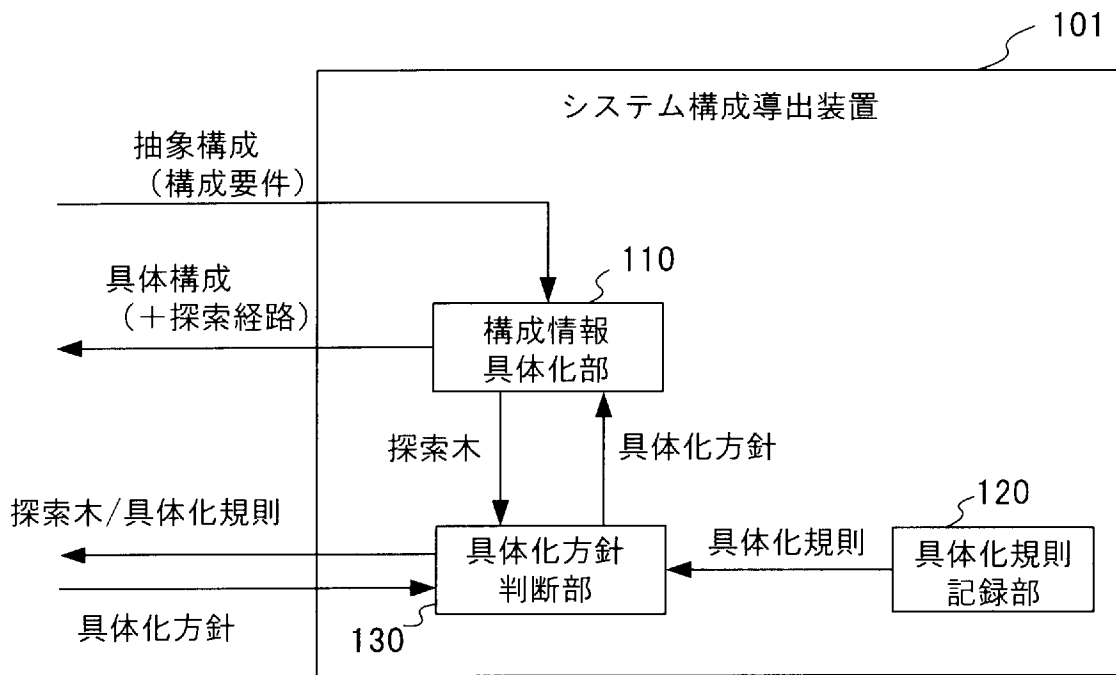 101
システム構成導出装置
抽象構成
（構成要件）
具体構成
（＋探索経路）
110
構成情報
具体化部
探索木
具体化方針
探索木/具体化規則
具体化方針
具体化方針
判断部
130
具体化規則
120
具体化規則
記録部